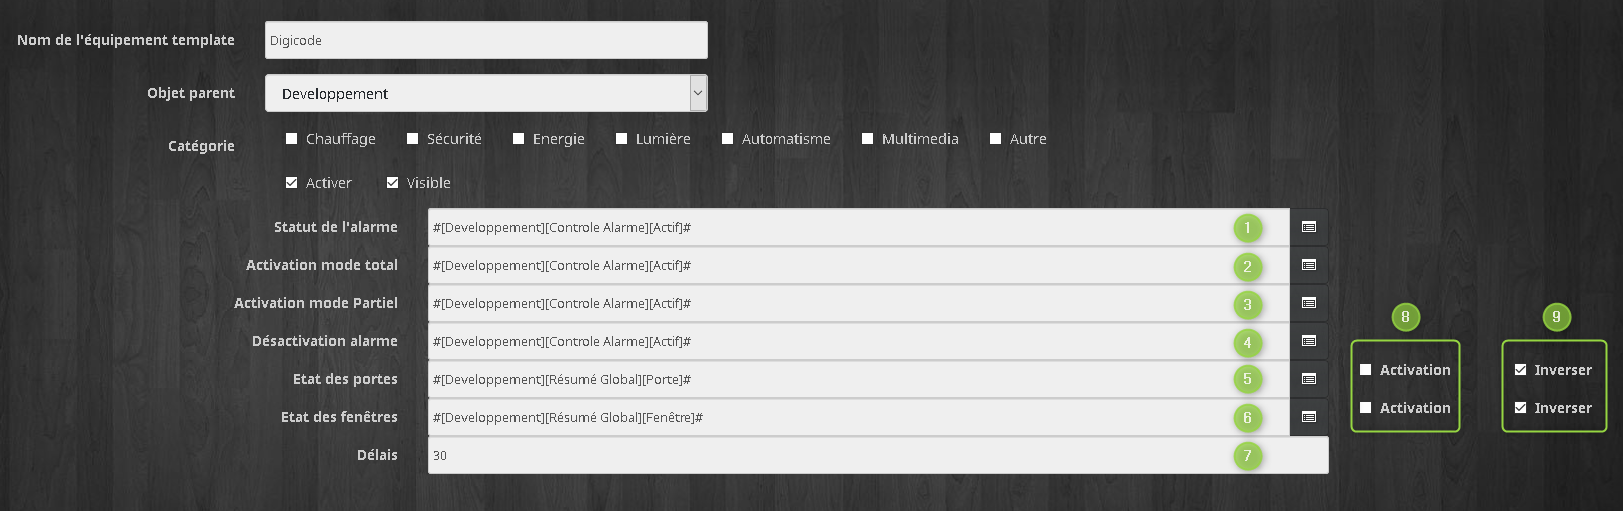 Nom de l'équipement template Digicode
Objet parent Developpement
Catégorie Chauffage Sécurité Energie Lumière Automatisme Multimedia Autre
Activer Visible
Statut de l'alarme #[Developpement][Controle Alarme][Actif]# 1
Activation mode total #[Developpement][Controle Alarme][Actif]# 2
Activation mode Partiel #[Developpement][Controle Alarme][Actif]# 3
8 9
Désactivation alarme #[Developpement][Controle Alarme][Actif]# 4
Etat des portes #[Developpement][Résumé Global][Porte]# 5 Activation Inverser
Etat des fenêtres #[Developpement][Résumé Global][Fenêtre]# 6 Activation Inverser
Délais 30 7